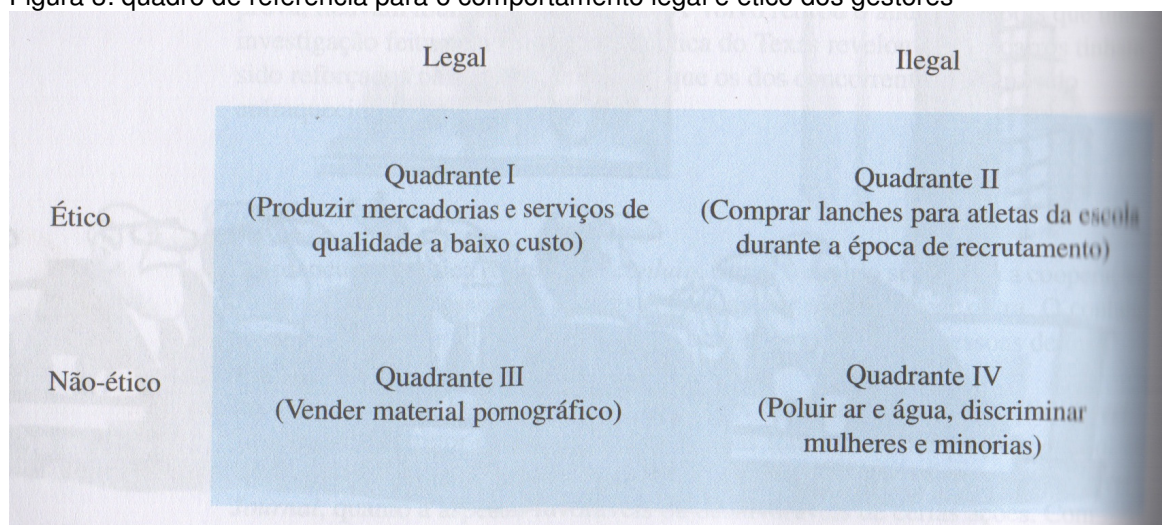 Figura quadro de referência para o comportamento legal e ético dos gestores
Legal Ilegal
Quadrante I
(Produzir mercadorias e serviços de
qualidade a baixo custo)
Quadrante II
(Comprar lanches para atletas da escola
durante a época de recrutamento)
Ético
Não-ético
Quadrante III
(Vender material pornográfico)
Quadrante IV
(Poluir ar e água, discriminar
mulheres e minorias)